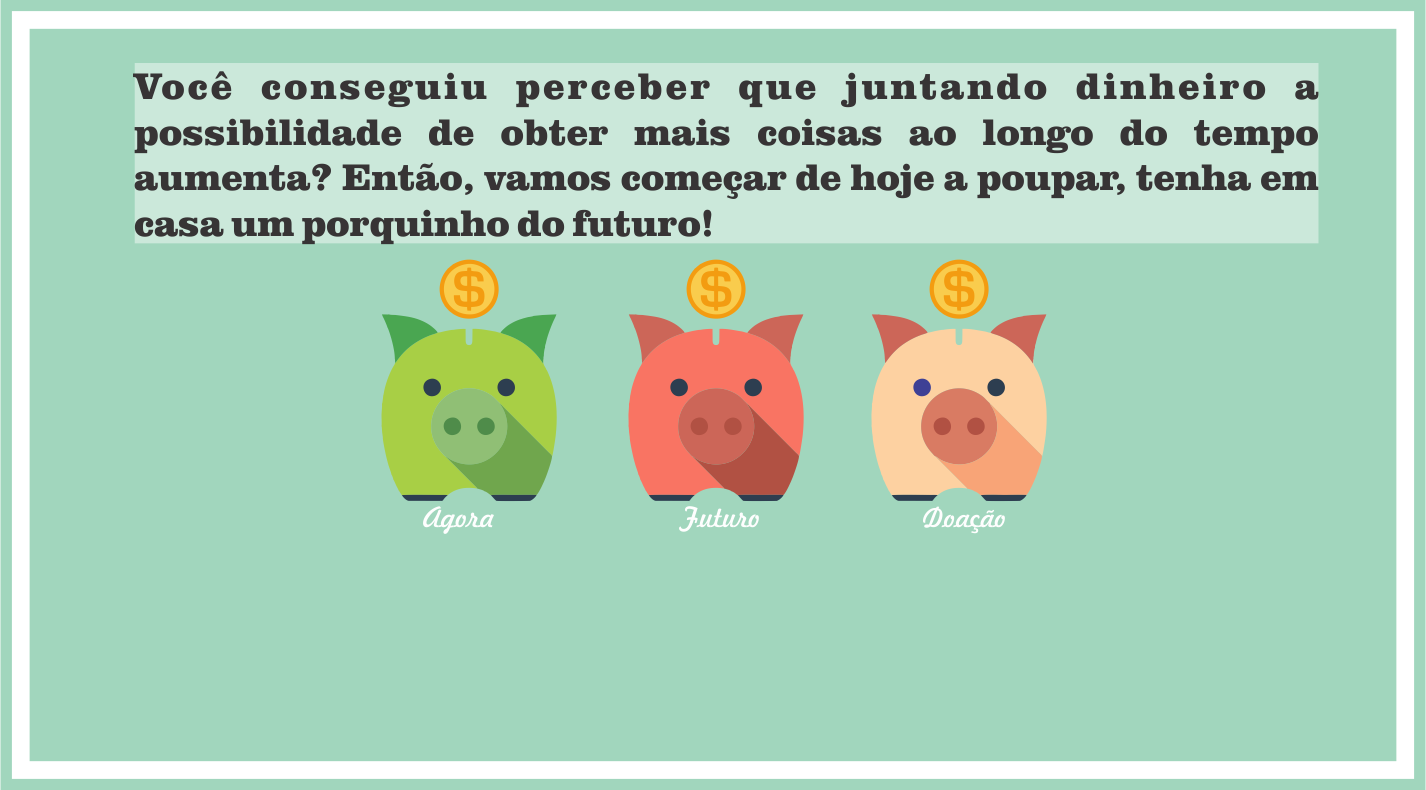 Você conseguiu perceber que juntando dinheiro a
possibilidade de obter mais coisas ao longo do tempo
aumenta? Então, vamos começar de hoje a poupar, tenha em
casa um porquinho do futuro!
$ $ $
Agora Futuro Doação